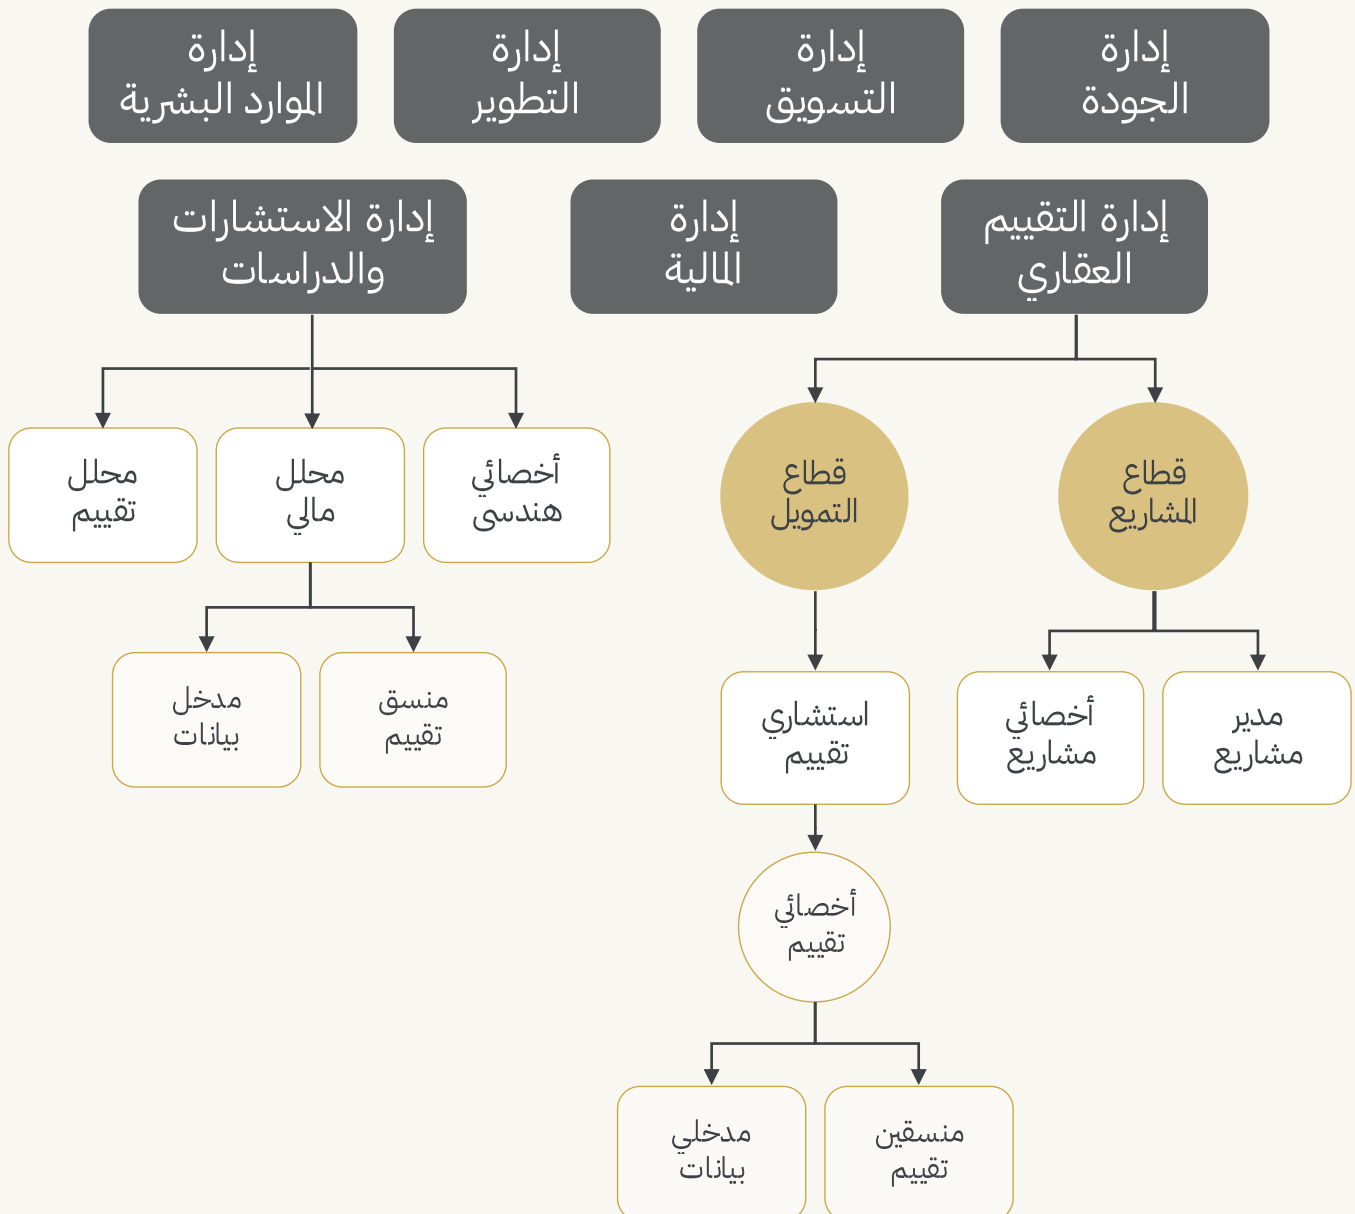 إدارة
الجودة
إدارة
التسويق
إدارة
التطوير
إدارة
الموارد البشرية
إدارة التقييم
العقاري
إدارة
المالية
إدارة الاستشارات
والدراسات
قطاع
المشاريع
قطاع
التمويل
أخصائي
هندسى
محلل
مالي
محلل
تقييم
مدير
مشاريع
أخصائي
مشاريع
استشاري
تقييم
منسق
تقييم
مدخل
بيانات
أخصائي
تقييم
منسقين
تقييم
مدخلي
بيانات